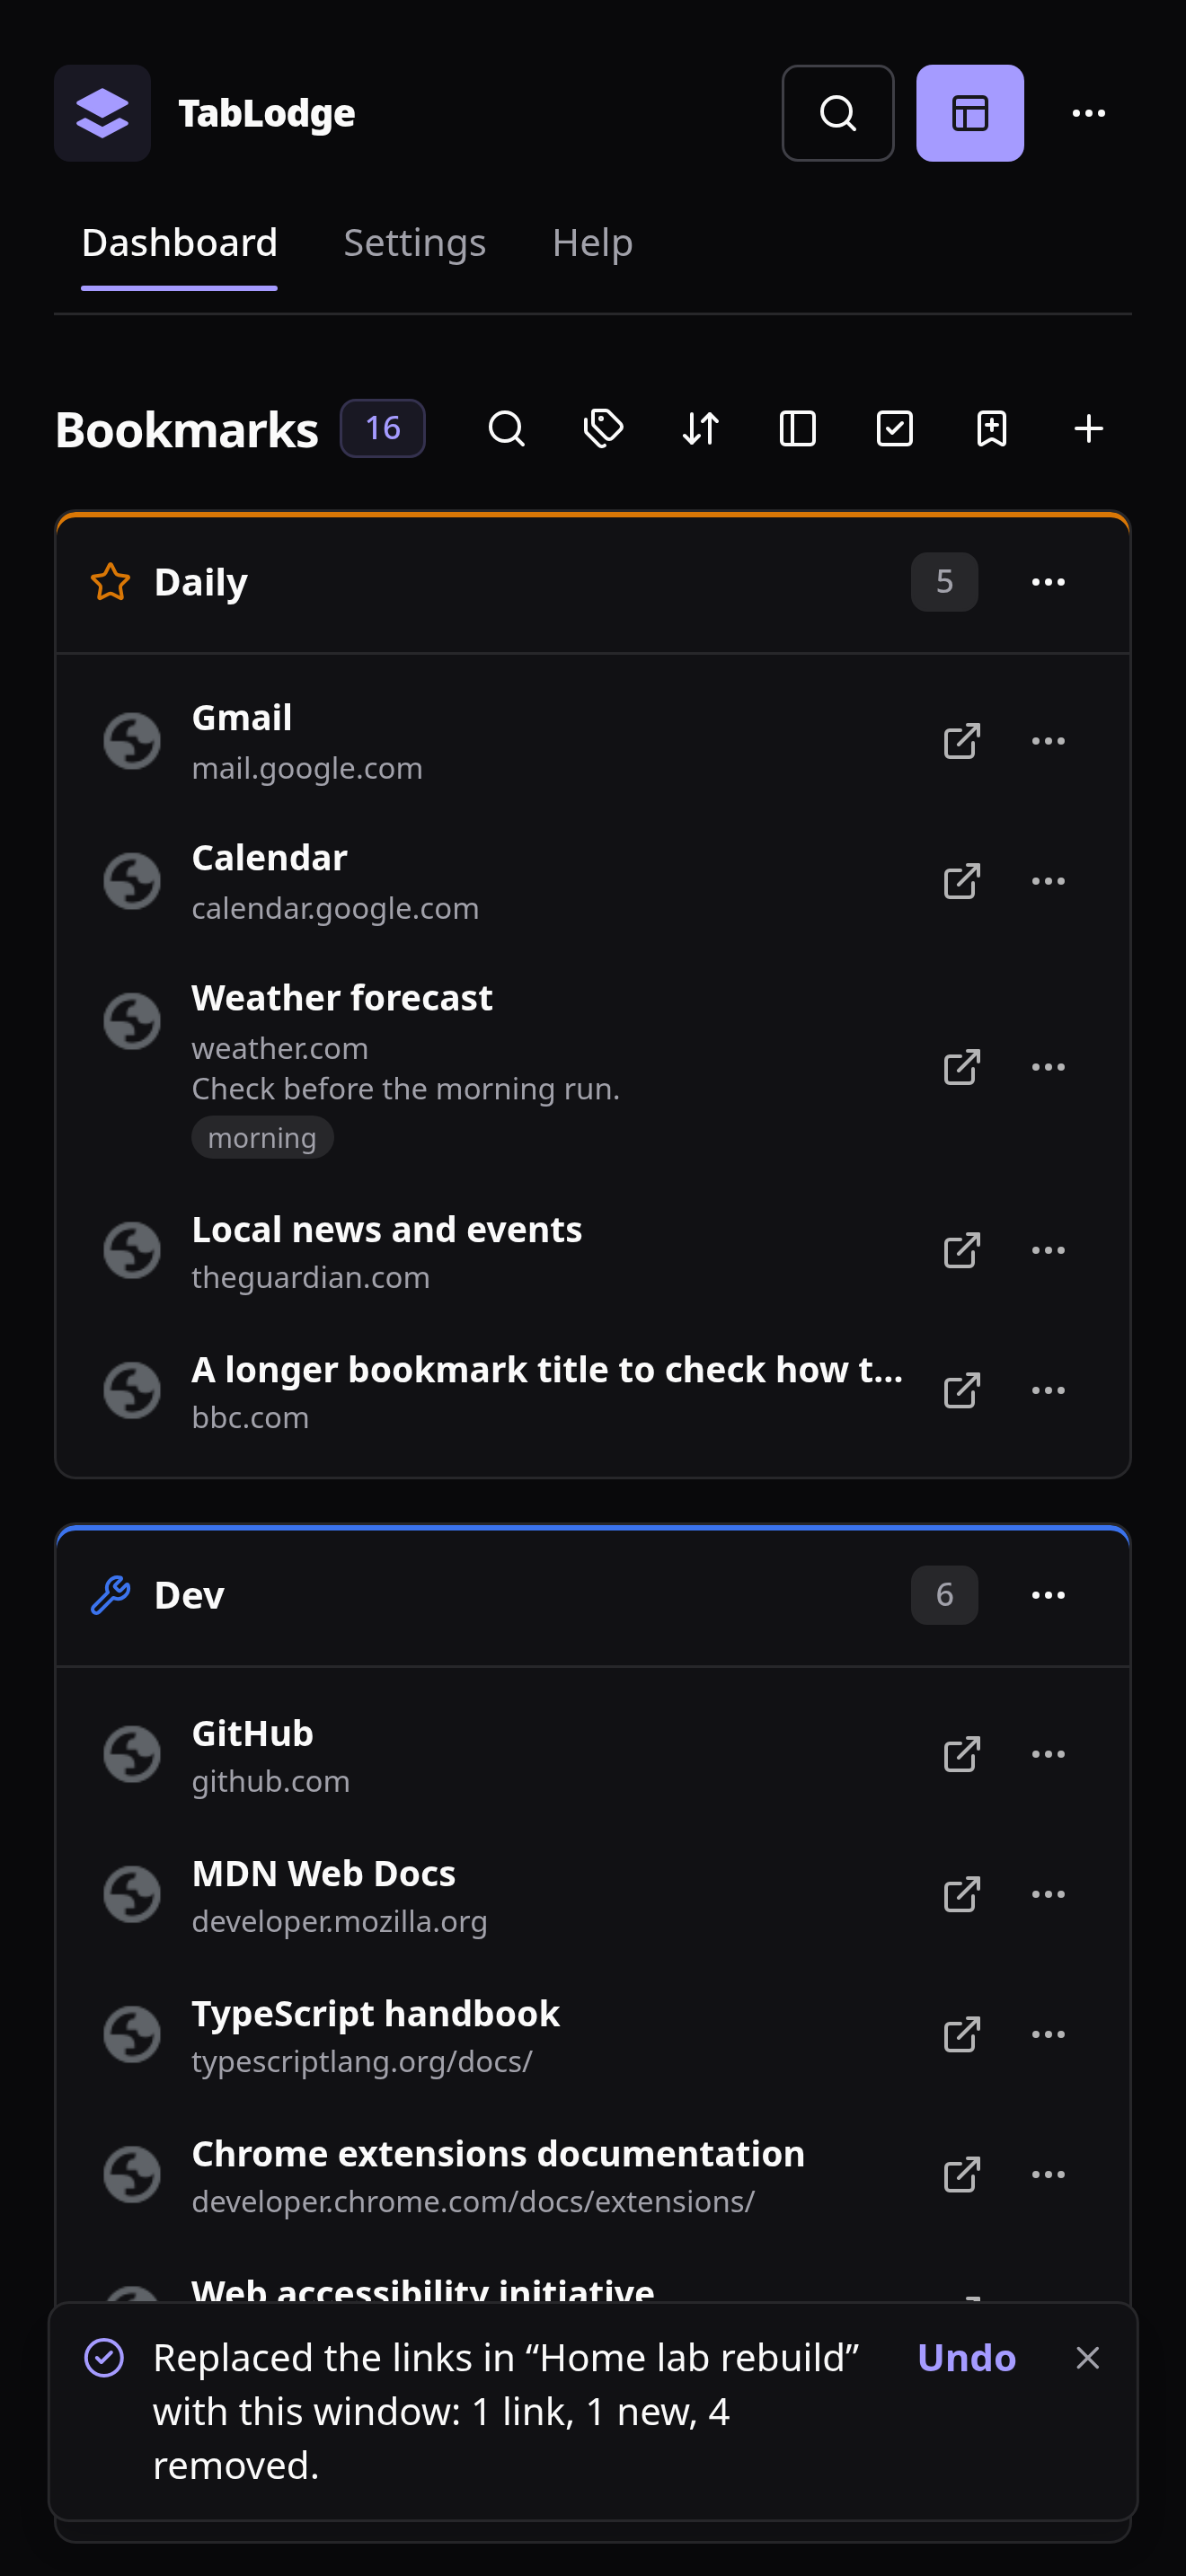 TabLodge
Dashboard Settings Help
Bookmarks 16
Daily 5
Gmail
mail.google.com
Calendar
calendar.google.com
Weather forecast
weather.com
Check before the morning run.
morning
Local news and events
theguardian.com
A longer bookmark title to check how t...
bbc.com
Dev 6
GitHub
github.com
MDN Web Docs
developer.mozilla.org
TypeScript handbook
typescriptlang.org/docs/
Chrome extensions documentation
developer.chrome.com/docs/extensions/
Web accessibility initiative
Replaced the links in “Home lab rebuild” Undo
with this window: 1 link, 1 new, 4
removed.